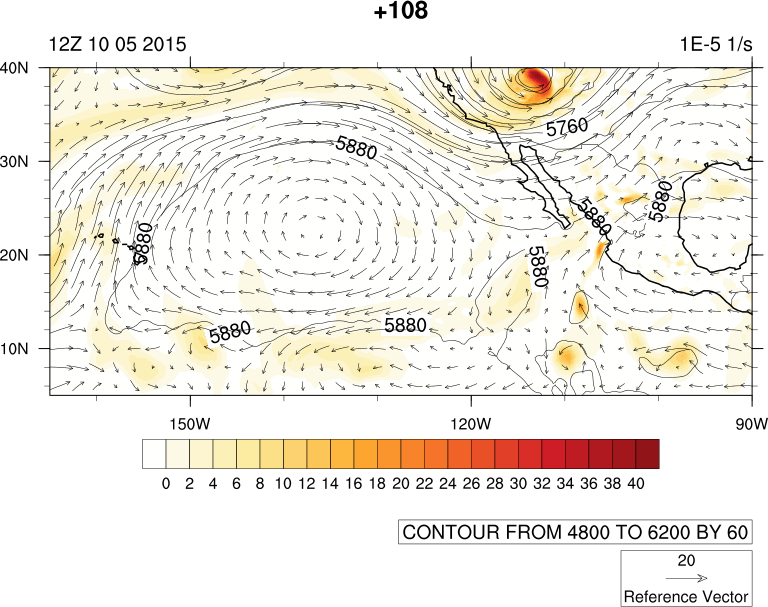 +108
12Z 10 05 2015 1E-5 1/s
40N
5760
5880
30N
5880
5880
5880
20N
5880
5880
5880
10N
150W 120W 90W
0 2 4 6 8 10 12 14 16 18 20 22 24 26 28 30 32 34 36 38 40
CONTOUR FROM 4800 TO 6200 BY 60
20
Reference Vector